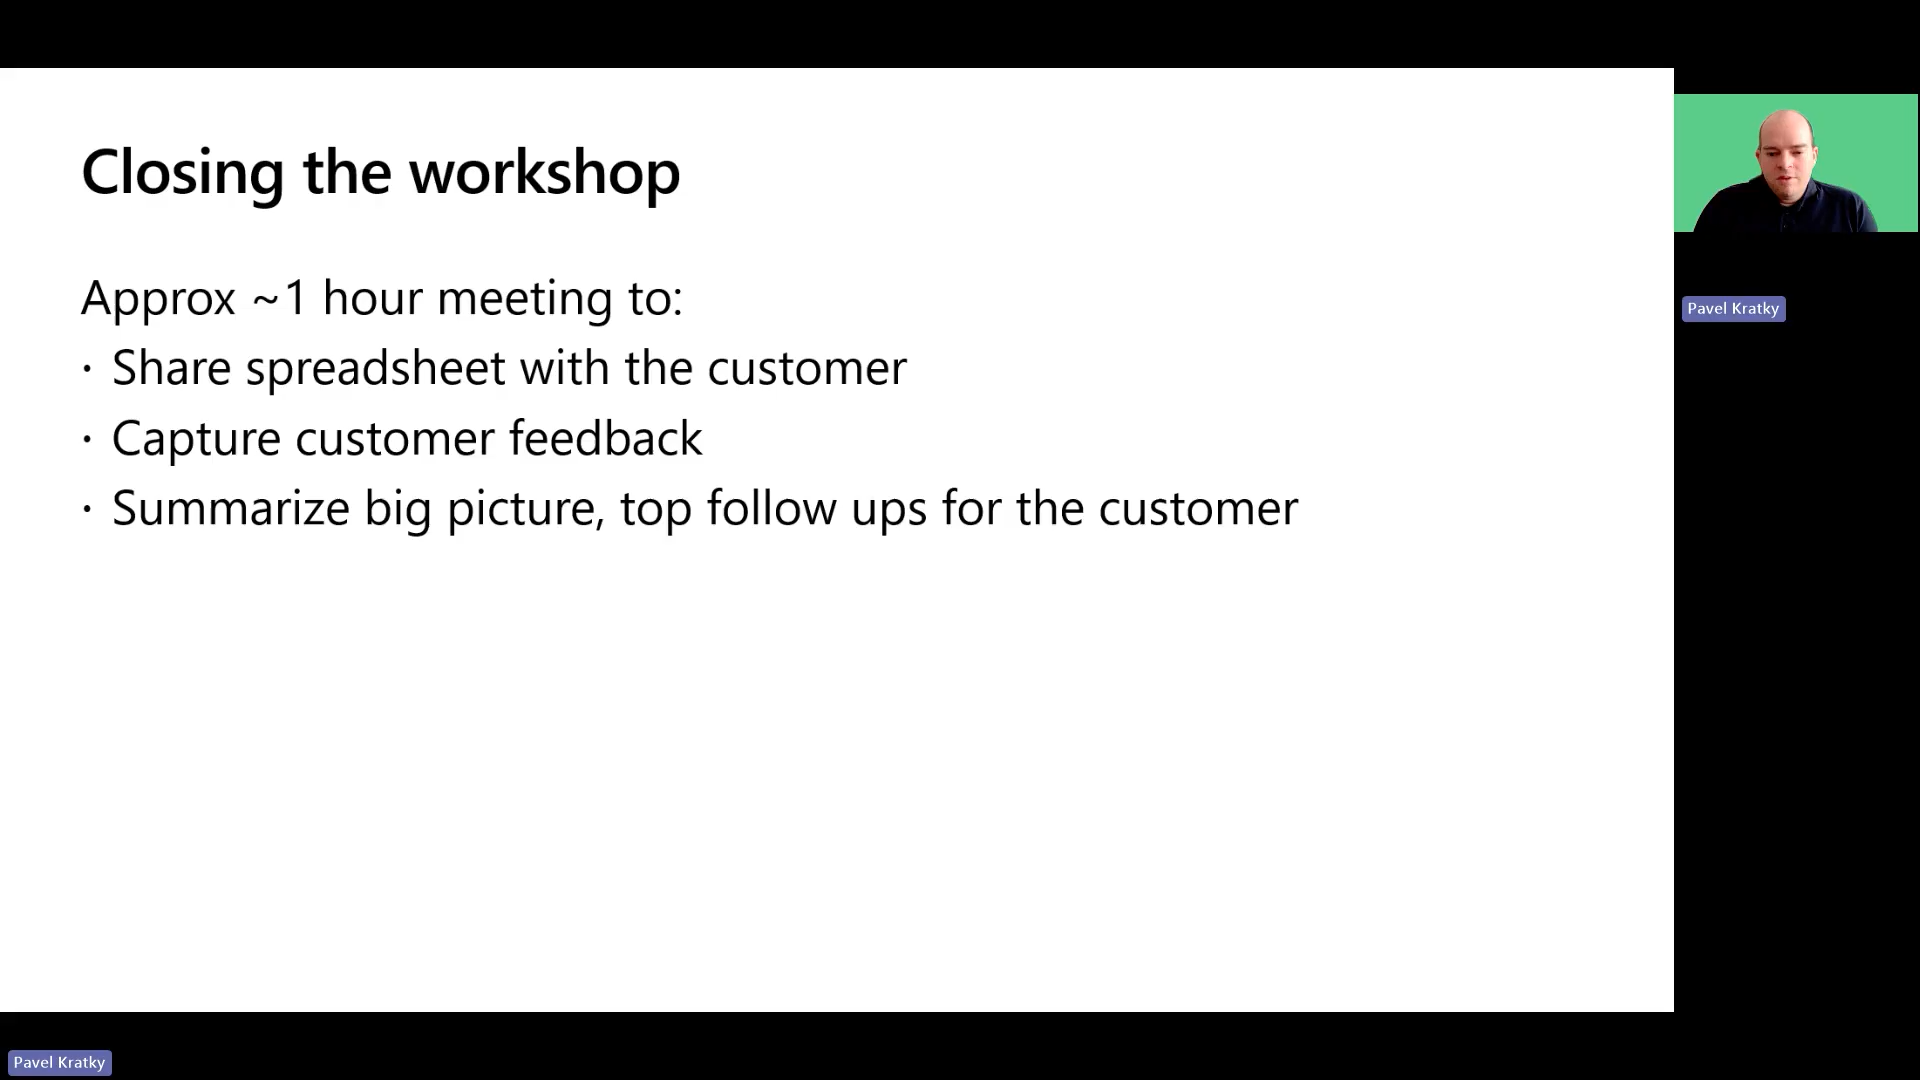 Closing the workshop
Approx ~1 hour meeting to:
· Share spreadsheet with the customer
· Capture customer feedback
· Summarize big picture, top follow ups for the customer
Pavel Kratky
Pavel Kratky